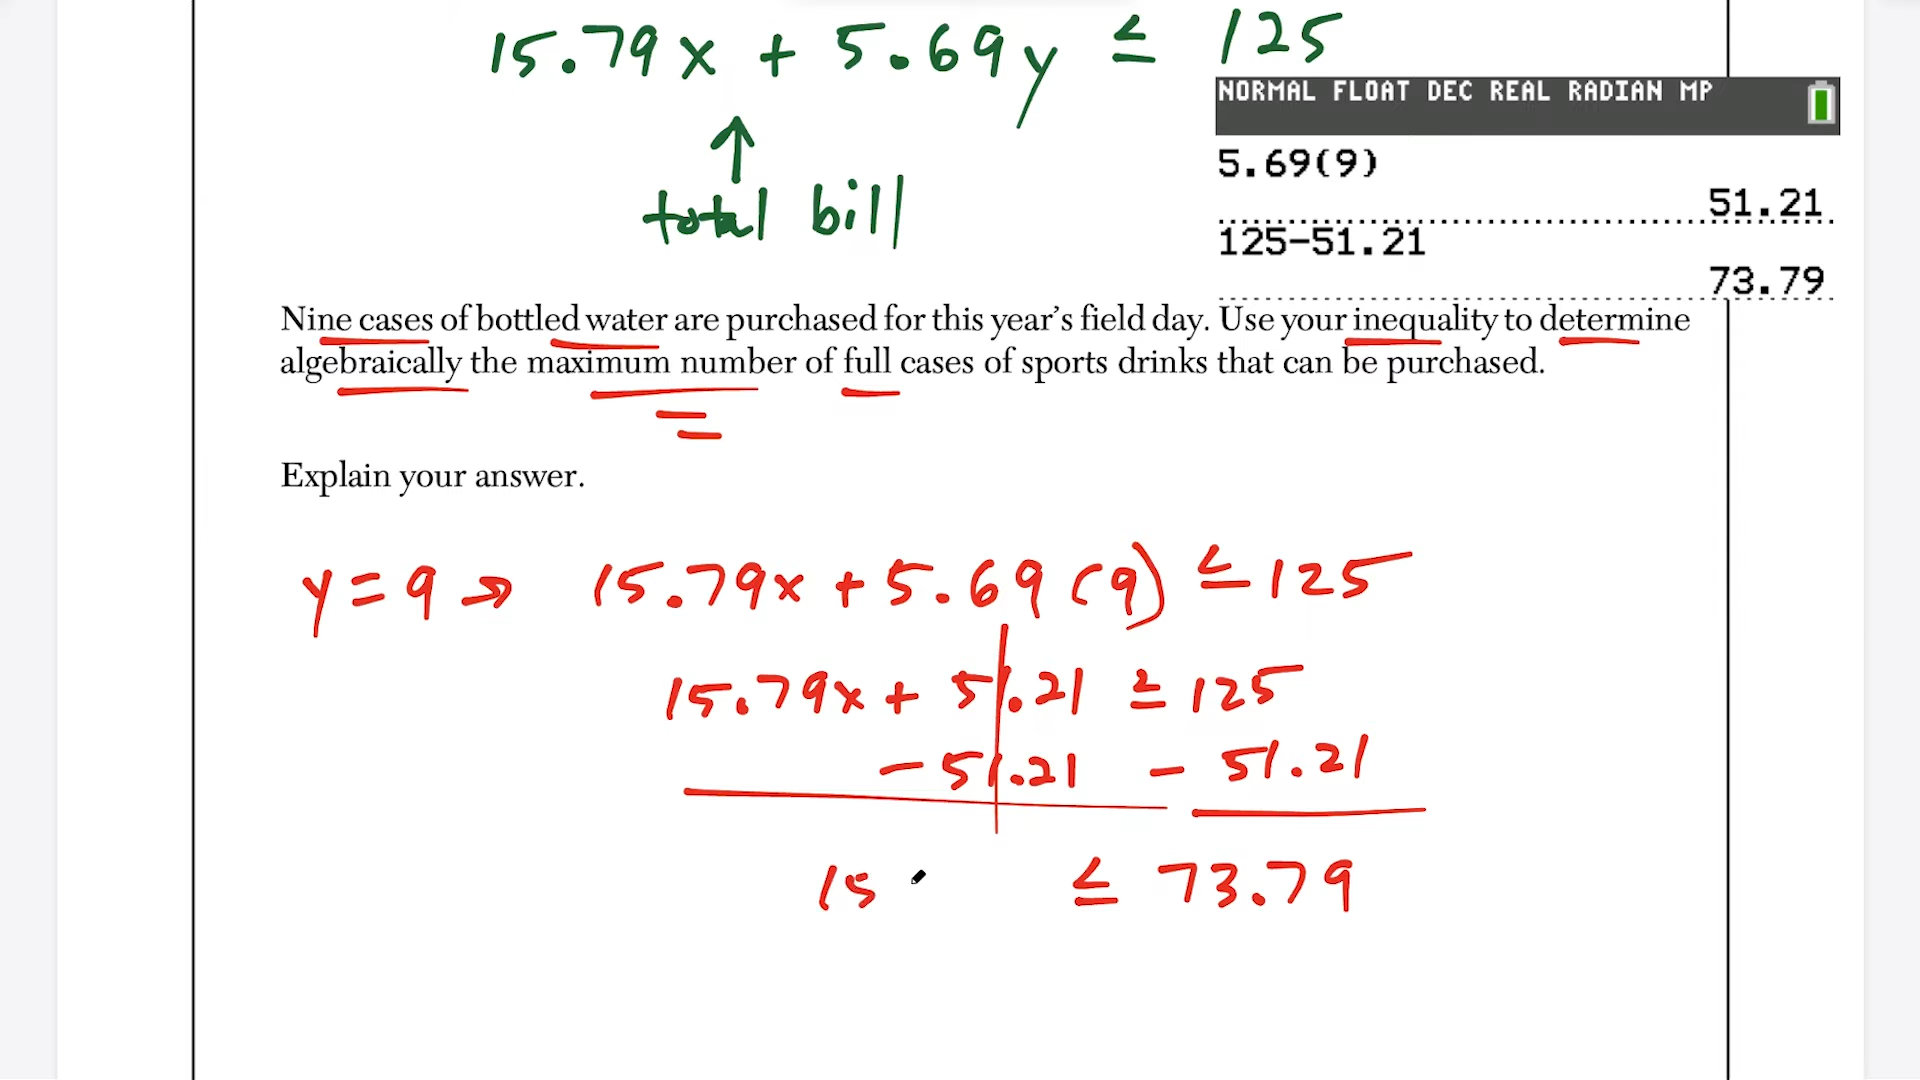 15.79x + 5.69y ≤ 125
NORMAL FLOAT DEC REAL RADIAN MP
5.69(9)
51.21
125-51.21
73.79
↑
total bill
Nine cases of bottled water are purchased for this year’s field day. Use your inequality to determine
algebraically the maximum number of full cases of sports drinks that can be purchased.
Explain your answer.
y = 9 → 15.79x + 5.69 (9) ≤ 125
15.79x + 51.21 ≤ 125
- 51.21 - 51.21
15 ≤ 73.79